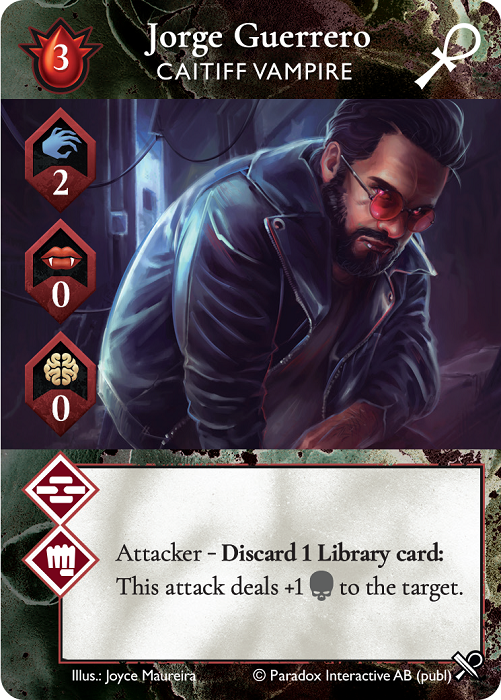 Jorge Guerrero
3
CAITIFF VAMPIRE
2
0
0
Attacker - Discard 1 Library card:
This attack deals +1 to the target.
Illus.: Joyce Maureira © Paradox Interactive AB (publ)